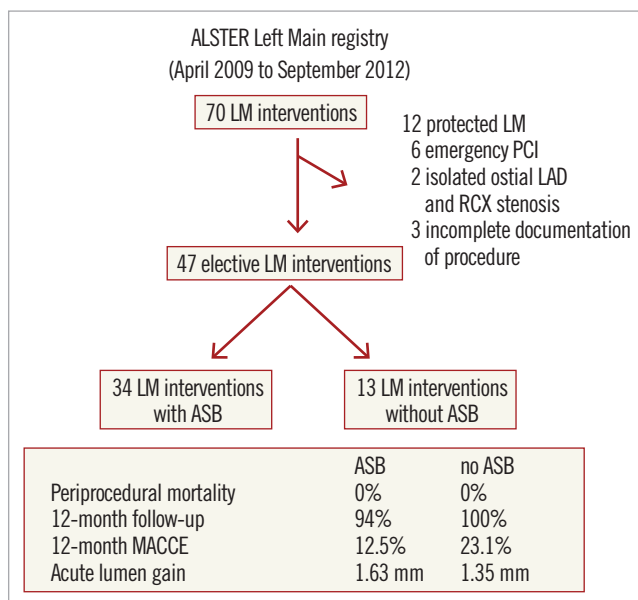 ALSTER Left Main registry
(April 2009 to September 2012)
70 LM interventions
12 protected LM
6 emergency PCI
2 isolated ostial LAD
and RCX stenosis
3 incomplete documentation
of procedure
47 elective LM interventions
34 LM interventions
with ASB
13 LM interventions
without ASB
ASB no ASB
Periprocedural mortality 0% 0%
12-month follow-up 94% 100%
12-month MACCE 12.5% 23.1%
Acute lumen gain 1.63 mm 1.35 mm